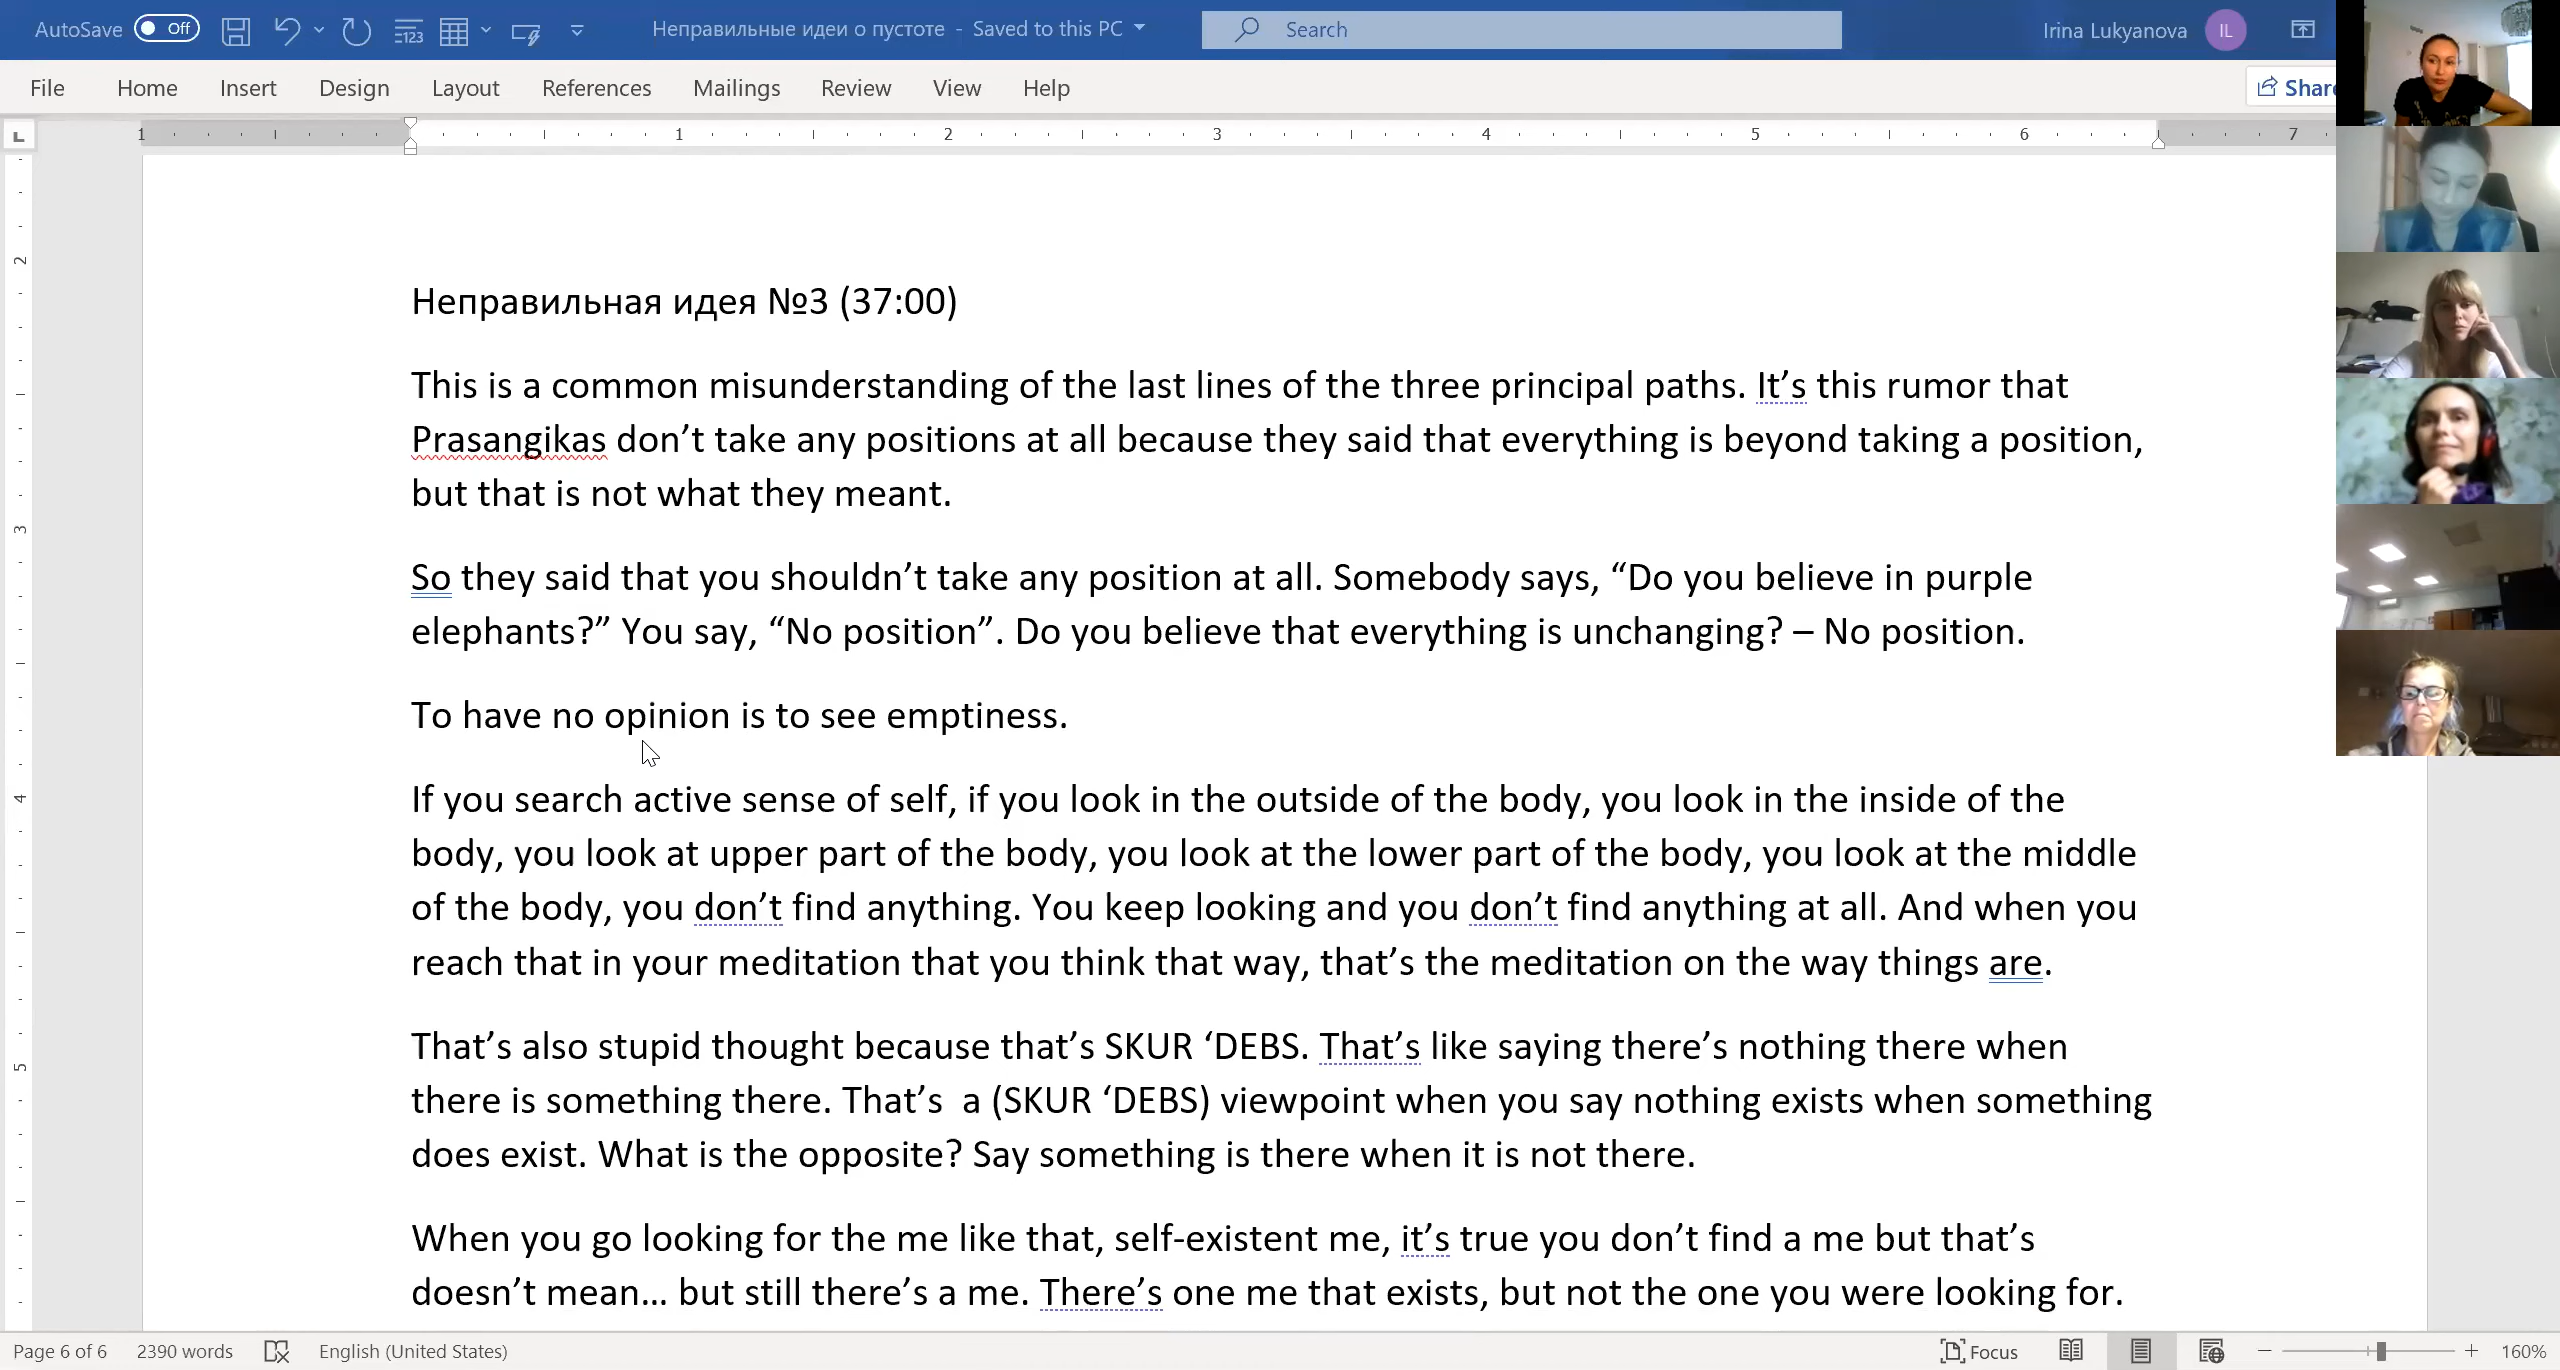 AutoSave Off Неправильные идеи о пустоте - Saved to this PC Search Irina Lukyanova IL
File Home Insert Design Layout References Mailings Review View Help Share
1 1 2 3 4 5 6 7
Неправильная идея №3 (37:00)
This is a common misunderstanding of the last lines of the three principal paths. It’s this rumor that
Prasangikas don’t take any positions at all because they said that everything is beyond taking a position,
but that is not what they meant.
So they said that you shouldn’t take any position at all. Somebody says, “Do you believe in purple
elephants?” You say, “No position”. Do you believe that everything is unchanging? – No position.
To have no opinion is to see emptiness.
If you search active sense of self, if you look in the outside of the body, you look in the inside of the
body, you look at upper part of the body, you look at the lower part of the body, you look at the middle
of the body, you don’t find anything. You keep looking and you don’t find anything at all. And when you
reach that in your meditation that you think that way, that’s the meditation on the way things are.
That’s also stupid thought because that’s SKUR ‘DEBS. That’s like saying there’s nothing there when
there is something there. That’s  a (SKUR ‘DEBS) viewpoint when you say nothing exists when something
does exist. What is the opposite? Say something is there when it is not there.
When you go looking for the me like that, self-existent me, it’s true you don’t find a me but that’s
doesn’t mean… but still there’s a me. There’s one me that exists, but not the one you were looking for.
2
3
4
5
Page 6 of 6 2390 words English (United States) Focus 160%